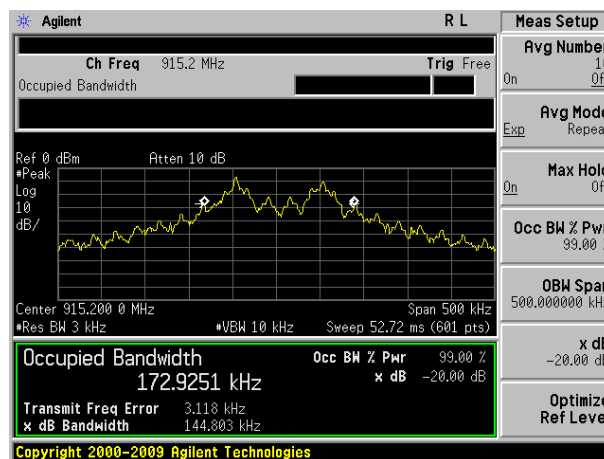 Agilent R L Meas Setup
Ch Freq 915.2 MHz Trig Free
Occupied Bandwidth
Avg Number
On
Avg Mode
Exp Repea
Max Hold
On
Occ BW % Pwr
99.00
OBW Span
500.000000 kH
x dB
-20.00 dB
Optimize
Ref Leve
Ref 0 dBm Atten 10 dB
#Peak
Log
10
dB/
Center 915.200 0 MHz Span 500 kHz
#Res BW 3 kHz #VBW 10 kHz Sweep 52.72 ms (601 pts)
Occupied Bandwidth Occ BW % Pwr 99.00 %
172.9251 kHz x dB -20.00 dB
Transmit Freq Error 3.118 kHz
x dB Bandwidth 144.803 kHz
Copyright 2000-2009 Agilent Technologies